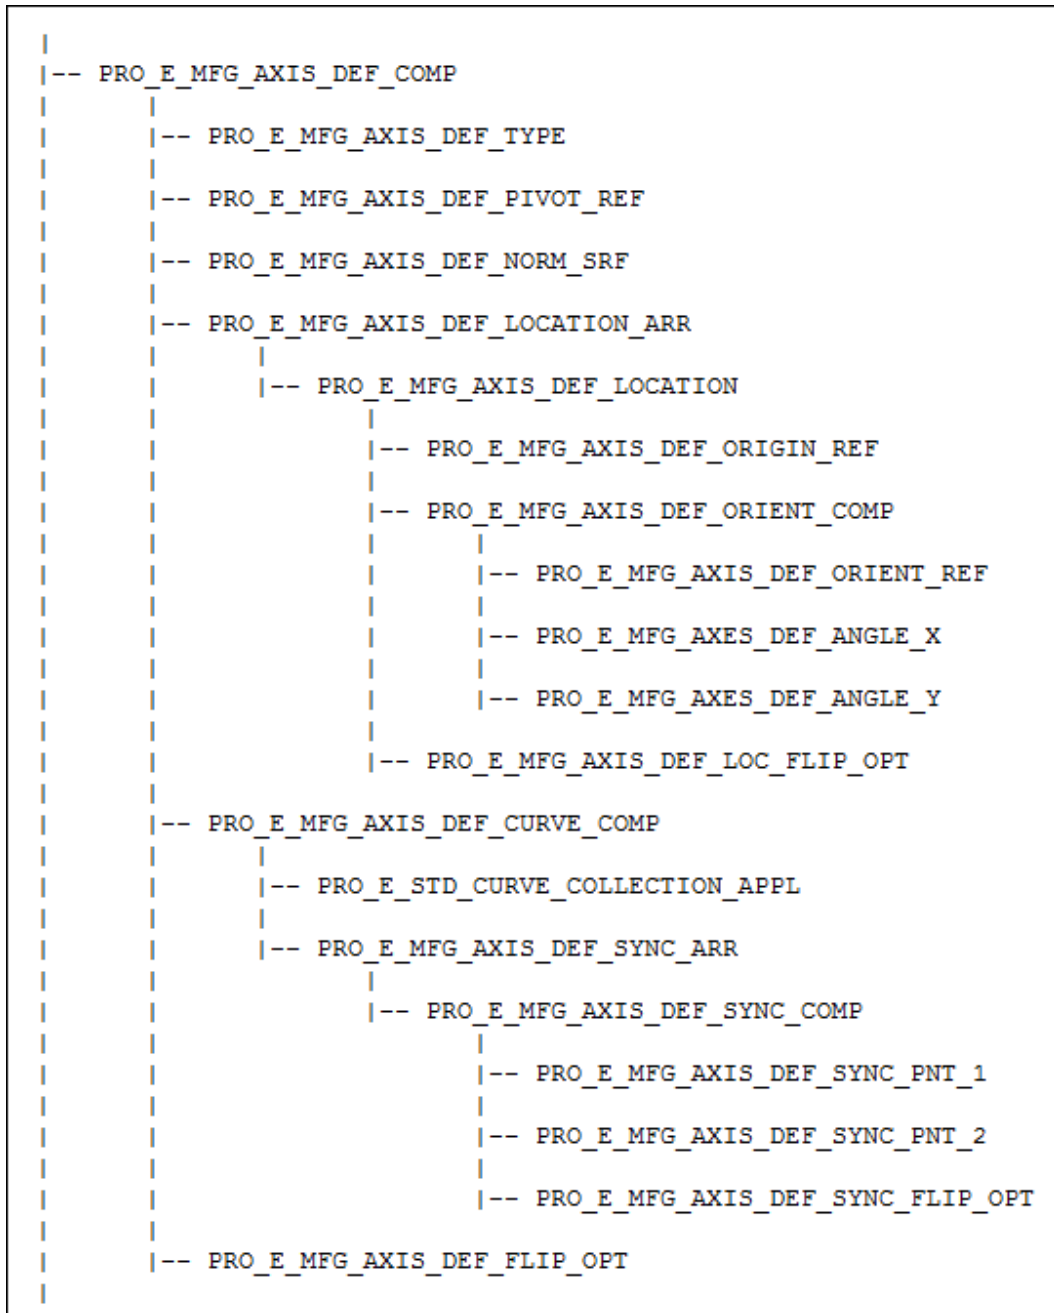 |
|-- PRO_E_MFG_AXIS_DEF_COMP
|       |
|       |-- PRO_E_MFG_AXIS_DEF_TYPE
|       |
|       |-- PRO_E_MFG_AXIS_DEF_PIVOT_REF
|       |
|       |-- PRO_E_MFG_AXIS_DEF_NORM_SRF
|       |
|       |-- PRO_E_MFG_AXIS_DEF_LOCATION_ARR
|       |       |
|       |       |-- PRO_E_MFG_AXIS_DEF_LOCATION
|       |               |
|       |               |-- PRO_E_MFG_AXIS_DEF_ORIGIN_REF
|       |               |
|       |               |-- PRO_E_MFG_AXIS_DEF_ORIENT_COMP
|       |               |       |
|       |               |       |-- PRO_E_MFG_AXIS_DEF_ORIENT_REF
|       |               |       |
|       |               |       |-- PRO_E_MFG_AXES_DEF_ANGLE_X
|       |               |       |
|       |               |       |-- PRO_E_MFG_AXES_DEF_ANGLE_Y
|       |               |
|       |               |-- PRO_E_MFG_AXIS_DEF_LOC_FLIP_OPT
|       |
|       |-- PRO_E_MFG_AXIS_DEF_CURVE_COMP
|       |       |
|       |       |-- PRO_E_STD_CURVE_COLLECTION_APPL
|       |       |
|       |       |-- PRO_E_MFG_AXIS_DEF_SYNC_ARR
|       |               |
|       |               |-- PRO_E_MFG_AXIS_DEF_SYNC_COMP
|       |                       |
|       |                       |-- PRO_E_MFG_AXIS_DEF_SYNC_PNT_1
|       |                       |
|       |                       |-- PRO_E_MFG_AXIS_DEF_SYNC_PNT_2
|       |                       |
|       |                       |-- PRO_E_MFG_AXIS_DEF_SYNC_FLIP_OPT
|       |
|       |-- PRO_E_MFG_AXIS_DEF_FLIP_OPT
|